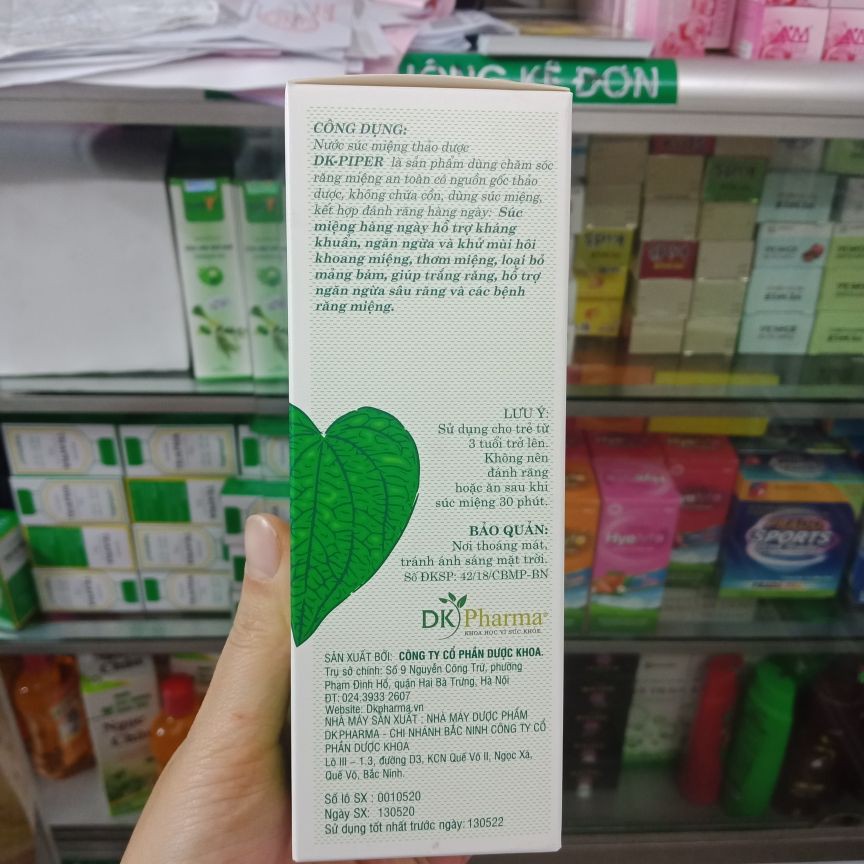 KÔNG KÊ ĐƠN
CÔNG DỤNG:
Nước súc miệng thảo dược
DK-PIPER là sản phẩm dùng chăm sóc
răng miệng an toàn có nguồn gốc thảo
dược, không chứa cồn, dùng súc miệng,
kết hợp đánh răng hàng ngày. Súc
miệng hàng ngày hỗ trợ kháng
khuẩn, ngăn ngừa và khử mùi hôi
khoang miệng, thơm miệng, loại bỏ
mảng bám, giúp trắng răng, hỗ trợ
ngăn ngừa sâu răng và các bệnh
răng miệng.
LƯU Ý:
Sử dụng cho trẻ từ
3 tuổi trở lên.
Không nên
đánh răng
hoặc ăn sau khi
súc miệng 30 phút.
BẢO QUẢN:
Nơi thoáng mát,
tránh ánh sáng mặt trời.
Số ĐKSP: 42/18/CBMP-BN
DK Pharma
KHOA HỌC VÌ SỨC KHỎE
SẢN XUẤT BỞI: CÔNG TY CỔ PHẦN DƯỢC KHOA.
Trụ sở chính: Số 9 Nguyễn Công Trứ, phường
Phạm Đình Hổ, quận Hai Bà Trưng, Hà Nội
ĐT: 024.3933 2607
Website: Dkpharma.vn
NHÀ MÁY SẢN XUẤT : NHÀ MÁY DƯỢC PHẨM
DKPHARMA - CHI NHÁNH BẮC NINH CÔNG TY CỔ
PHẦN DƯỢC KHOA
Lô III – 1.3, đường D3, KCN Quế Võ II, Ngọc Xá,
Quế Võ, Bắc Ninh.
Số lô SX : 0010520
Ngày SX: 130520
Sử dụng tốt nhất trước ngày: 130522
HyaMa
SPORTS